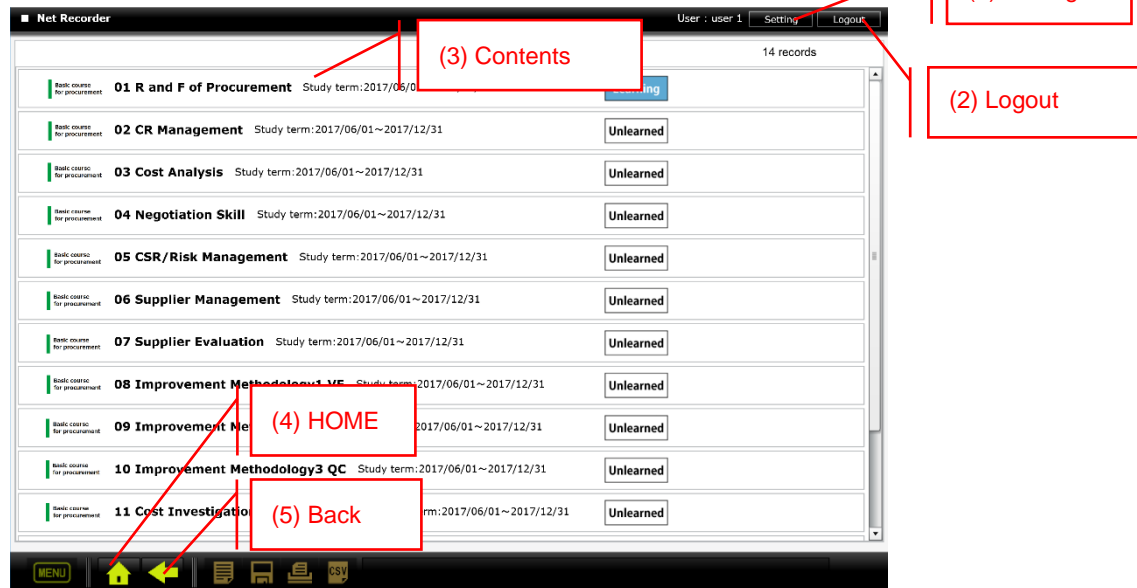 Net Recorder
User : user 1
Setting
Logout
14 records
(3) Contents
(2) Logout
Basic course
for procurement
01 R and F of Procurement Study term:2017/06/0
Basic course
for procurement
02 CR Management Study term:2017/06/01~2017/12/31
Unlearned
Basic course
for procurement
03 Cost Analysis Study term:2017/06/01~2017/12/31
Unlearned
Basic course
for procurement
04 Negotiation Skill Study term:2017/06/01~2017/12/31
Unlearned
Basic course
for procurement
05 CSR/Risk Management Study term:2017/06/01~2017/12/31
Unlearned
Basic course
for procurement
06 Supplier Management Study term:2017/06/01~2017/12/31
Unlearned
Basic course
for procurement
07 Supplier Evaluation Study term:2017/06/01~2017/12/31
Unlearned
Basic course
for procurement
08 Improvement Methodology1 VE Study term:2017/06/01~2017/12/31
Unlearned
Basic course
for procurement
09 Improvement Me
(4) HOME
2017/06/01~2017/12/31
Unlearned
Basic course
for procurement
10 Improvement Methodology3 QC Study term:2017/06/01~2017/12/31
Unlearned
Basic course
for procurement
11 Cost Investigatio
(5) Back
rm:2017/06/01~2017/12/31
Unlearned
MENU
CSV